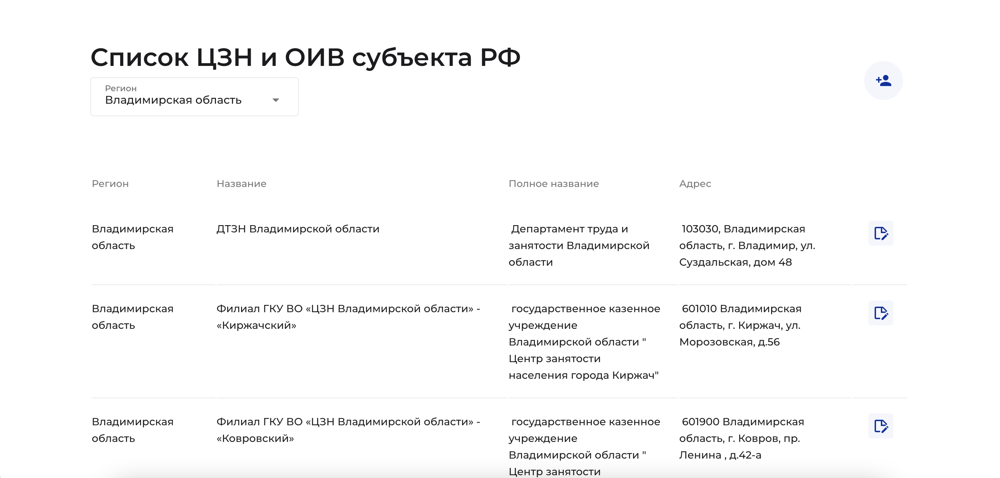 Список ЦЗН и ОИВ субъекта РФ
Регион
Владимирская область
Регион
Название
Полное название
Адрес
Владимирская
область
ДТЗН Владимирской области
Департамент труда и
занятости Владимирской
области
103030, Владимирская
область, г. Владимир, ул.
Суздальская, дом 48
Владимирская
область
Филиал ГКУ ВО «ЦЗН Владимирской области» -
«Киржачский»
государственное казенное
учреждение
Владимирской области "
Центр занятости
населения города Киржач"
601010 Владимирская
область, г. Киржач, ул.
Морозовская, д.56
Владимирская
область
Филиал ГКУ ВО «ЦЗН Владимирской области» -
«Ковровский»
государственное казенное
учреждение
Владимирской области "
Центр занятости
601900 Владимирская
область, г. Ковров, пр.
Ленина , д.42-а